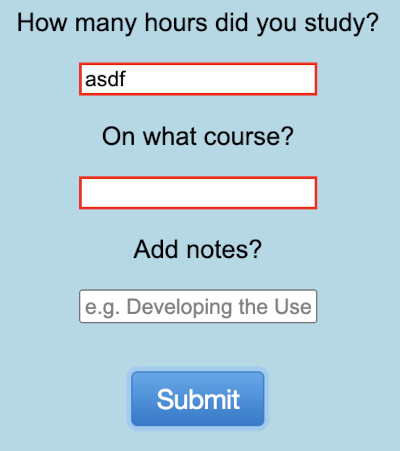 How many hours did you study?
asdf
On what course?
Add notes?
e.g. Developing the Use
Submit